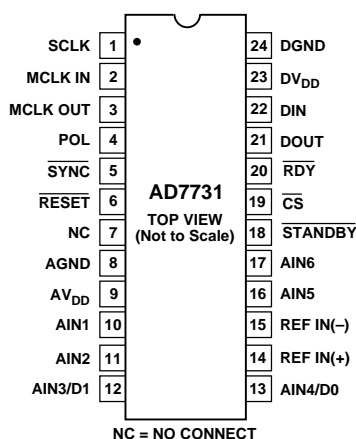 SCLK 1 24 DGND
MCLK IN 2 23 DVDD
MCLK OUT 3 22 DIN
POL 4 21 DOUT
SYNC 5 20 RDY
RESET 6 19 CS
NC 7 18 STANDBY
AGND 8 17 AIN6
AVDD 9 16 AIN5
AIN1 10 15 REF IN(–)
AIN2 11 14 REF IN(+)
AIN3/D1 12 13 AIN4/D0
AD7731
TOP VIEW
(Not to Scale)
NC = NO CONNECT